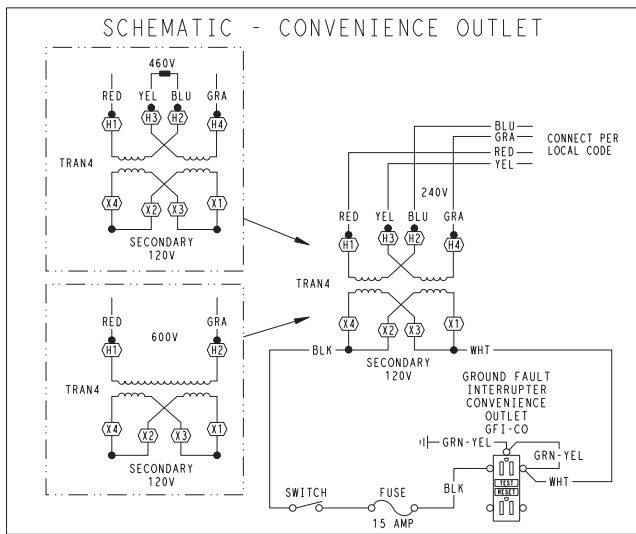 SCHEMATIC - CONVENIENCE OUTLET
460V
RED YEL BLU GRA
H1 H3 H2 H4
TRAN4
X4 X2 X3 X1
SECONDARY
120V
RED GRA
600V
H1 H2
TRAN4
X4 X2 X3 X1
SECONDARY
120V
BLU
GRA
RED
YEL
CONNECT PER
LOCAL CODE
240V
RED YEL BLU GRA
H1 H3 H2 H4
TRAN4
X4 X2 X3 X1
BLK WHT
SECONDARY
120V
GROUND FAULT
INTERRUPTER
CONVENIENCE
OUTLET
GFI-CO
GRN-YEL
GRN-YEL
WHT
TEST
RESET
BLK
SWITCH
FUSE
15 AMP